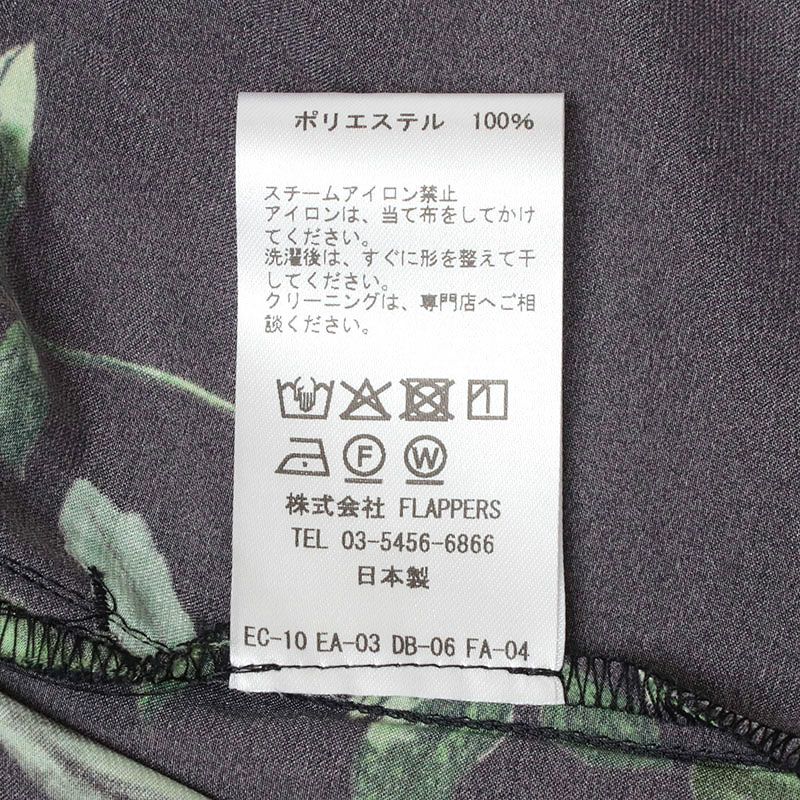 ポリエステル 100%
スチームアイロン禁止
アイロンは、当て布をしてかけ
てください。
洗濯後は、すぐに形を整えて干
してください。
クリーニングは、専門店へご相
談ください。
F W
株式会社 FLAPPERS
TEL 03-5456-6866
日本製
EC-10 EA-03 DB-06 FA-04